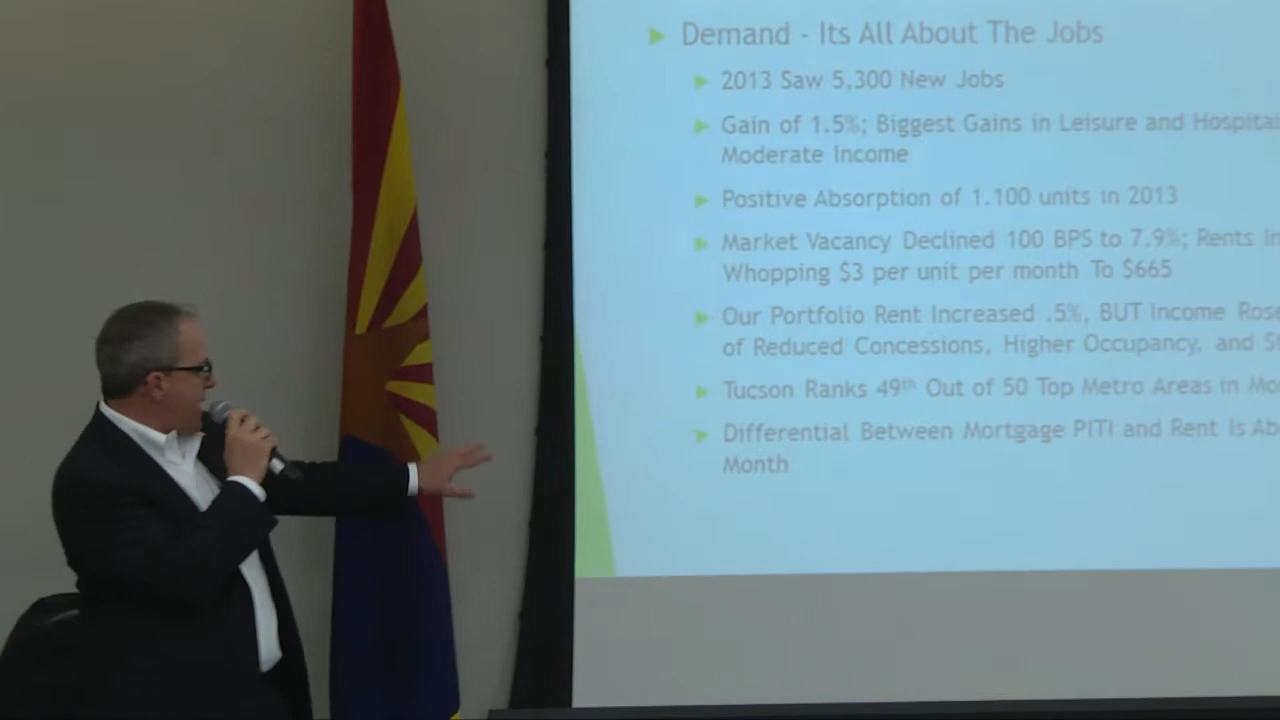 Demand - Its All About The Jobs
2013 Saw 5,300 New Jobs
Gain of 1.5%; Biggest Gains in Leisure and
Moderate Income
Positive Absorption of 1.100 units in 2013
Market Vacancy Declined 100 BPS to 7.9%; Rents
Whopping $3 per unit per month To $665
Our Portfolio Rent Increased .5%, BUT Income Rose
of Reduced Concessions, Higher Occupancy, and
Tucson Ranks 49th Out of 50 Top Metro Areas in
Differential Between Mortgage PITI and Rent Is
Month